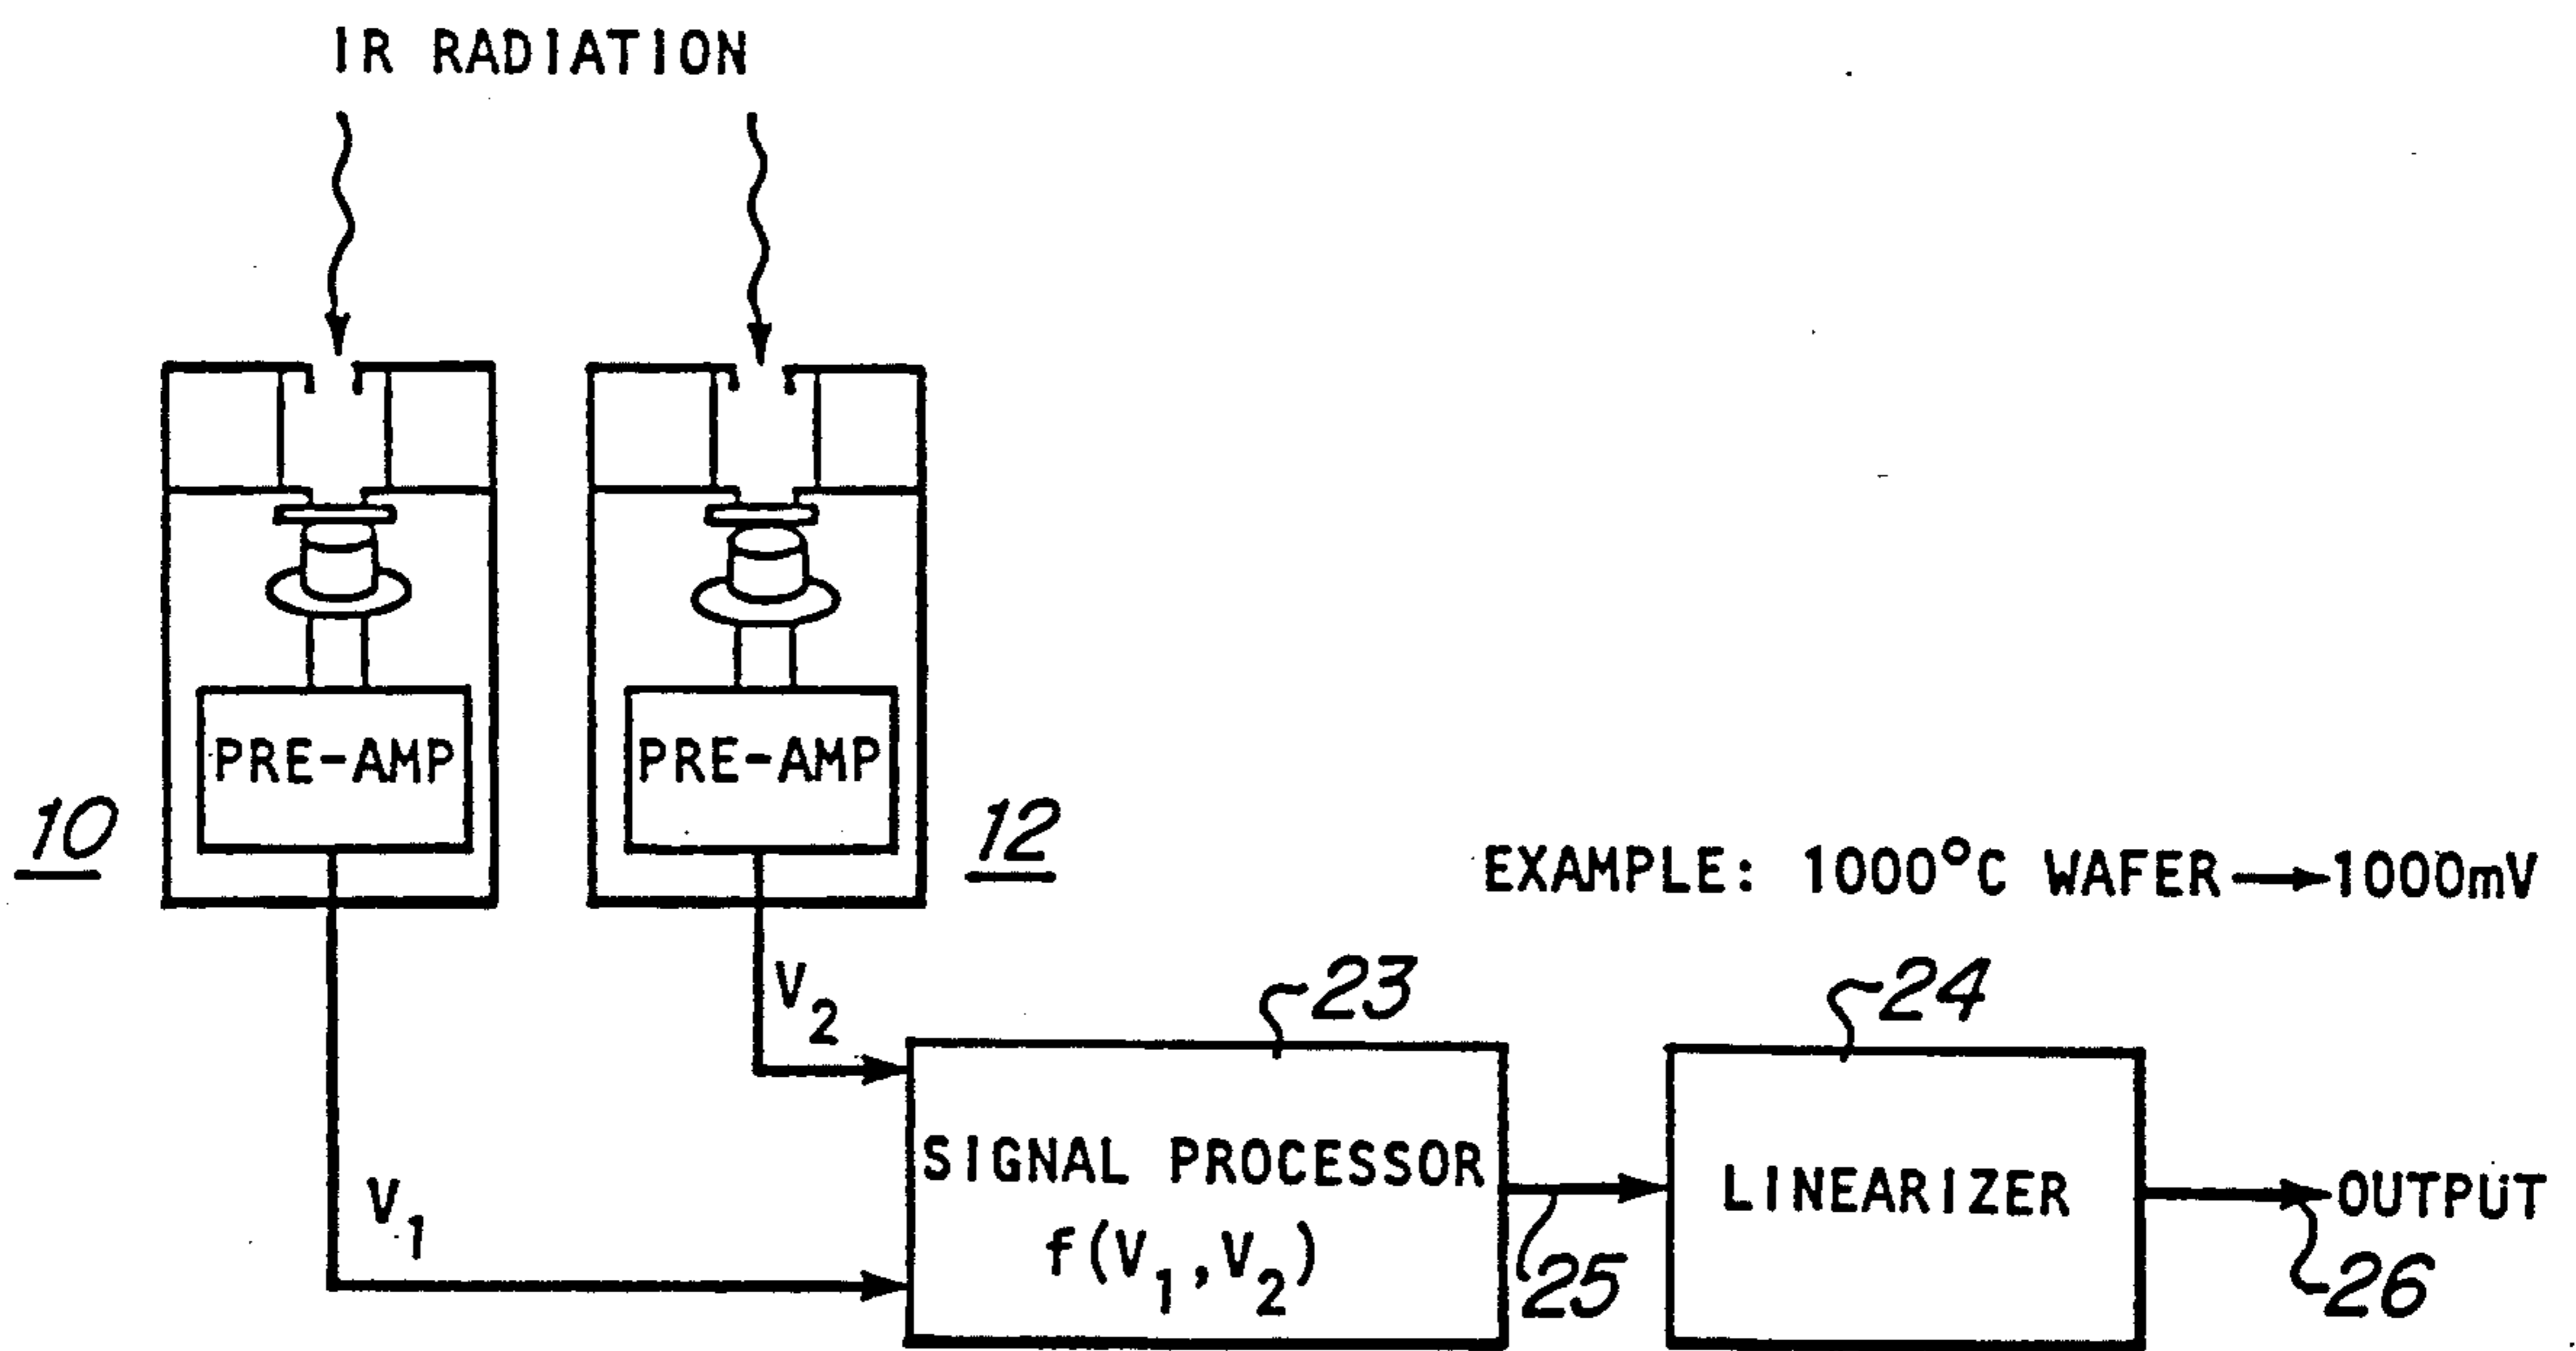 IR RADIATION
PRE-AMP
PRE-AMP
10
12
EXAMPLE: 1000°C WAFER → 1000mV
V2
23
24
V1
SIGNAL PROCESSOR
f(V1,V2)
LINEARIZER
OUTPUT
25
26